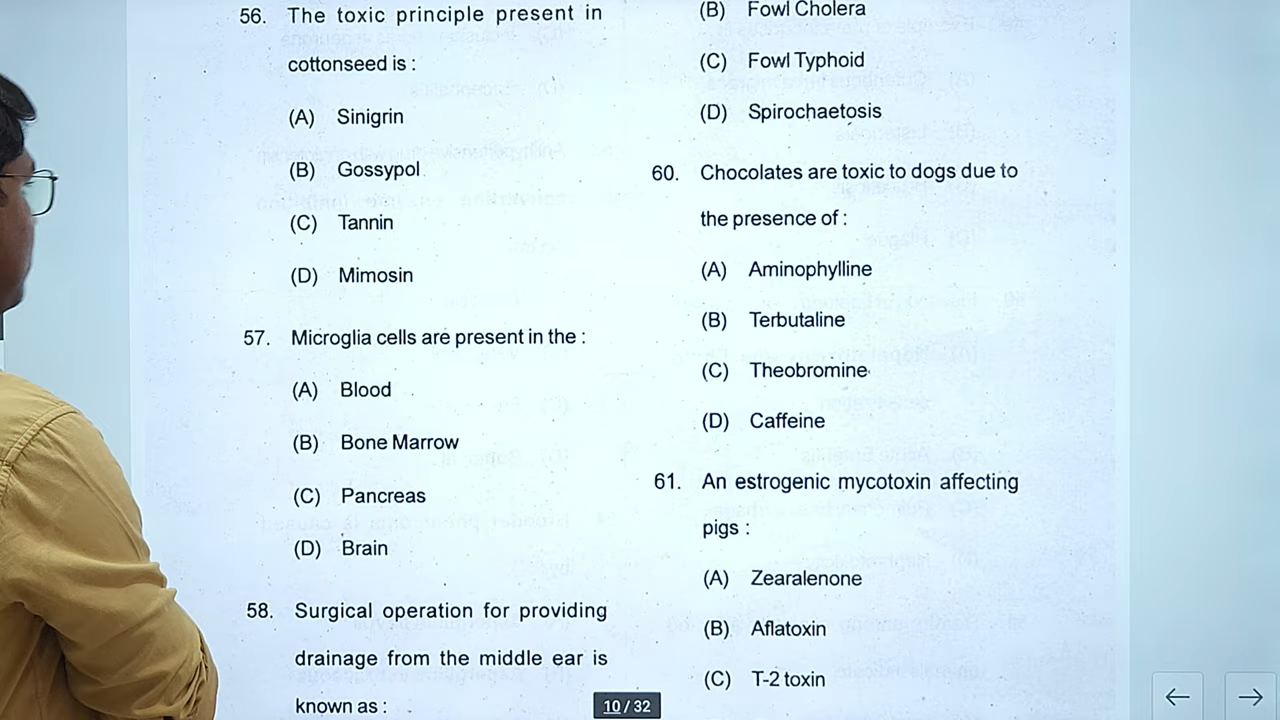 56. The toxic principle present in
cottonseed is :
(A) Sinigrin
(B) Gossypol
(C) Tannin
(D) Mimosin
57. Microglia cells are present in the :
(A) Blood
(B) Bone Marrow
(C) Pancreas
(D) Brain
58. Surgical operation for providing
drainage from the middle ear is
known as :
(B) Fowl Cholera
(C) Fowl Typhoid
(D) Spirochaetosis
60. Chocolates are toxic to dogs due to
the presence of :
(A) Aminophylline
(B) Terbutaline
(C) Theobromine
(D) Caffeine
61. An estrogenic mycotoxin affecting
pigs :
(A) Zearalenone
(B) Aflatoxin
(C) T-2 toxin
10 / 32